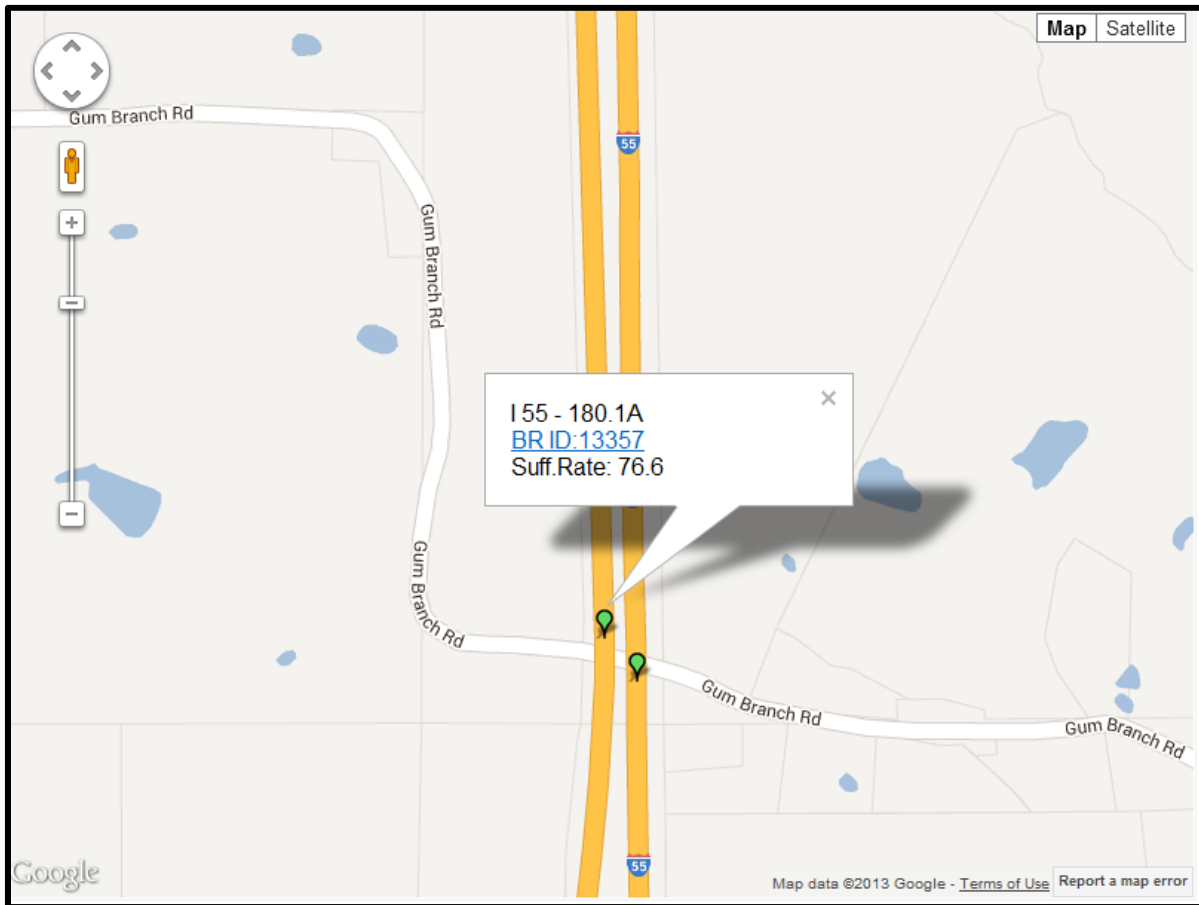 Map Satellite
Gum Branch Rd
55
Gum Branch Rd
I 55 - 180.1A
BR ID:13357
Suff.Rate: 76.6
Gum Branch Rd
Gum Branch Rd
Gum Branch Rd
55
Google
Map data ©2013 Google - Terms of Use Report a map error